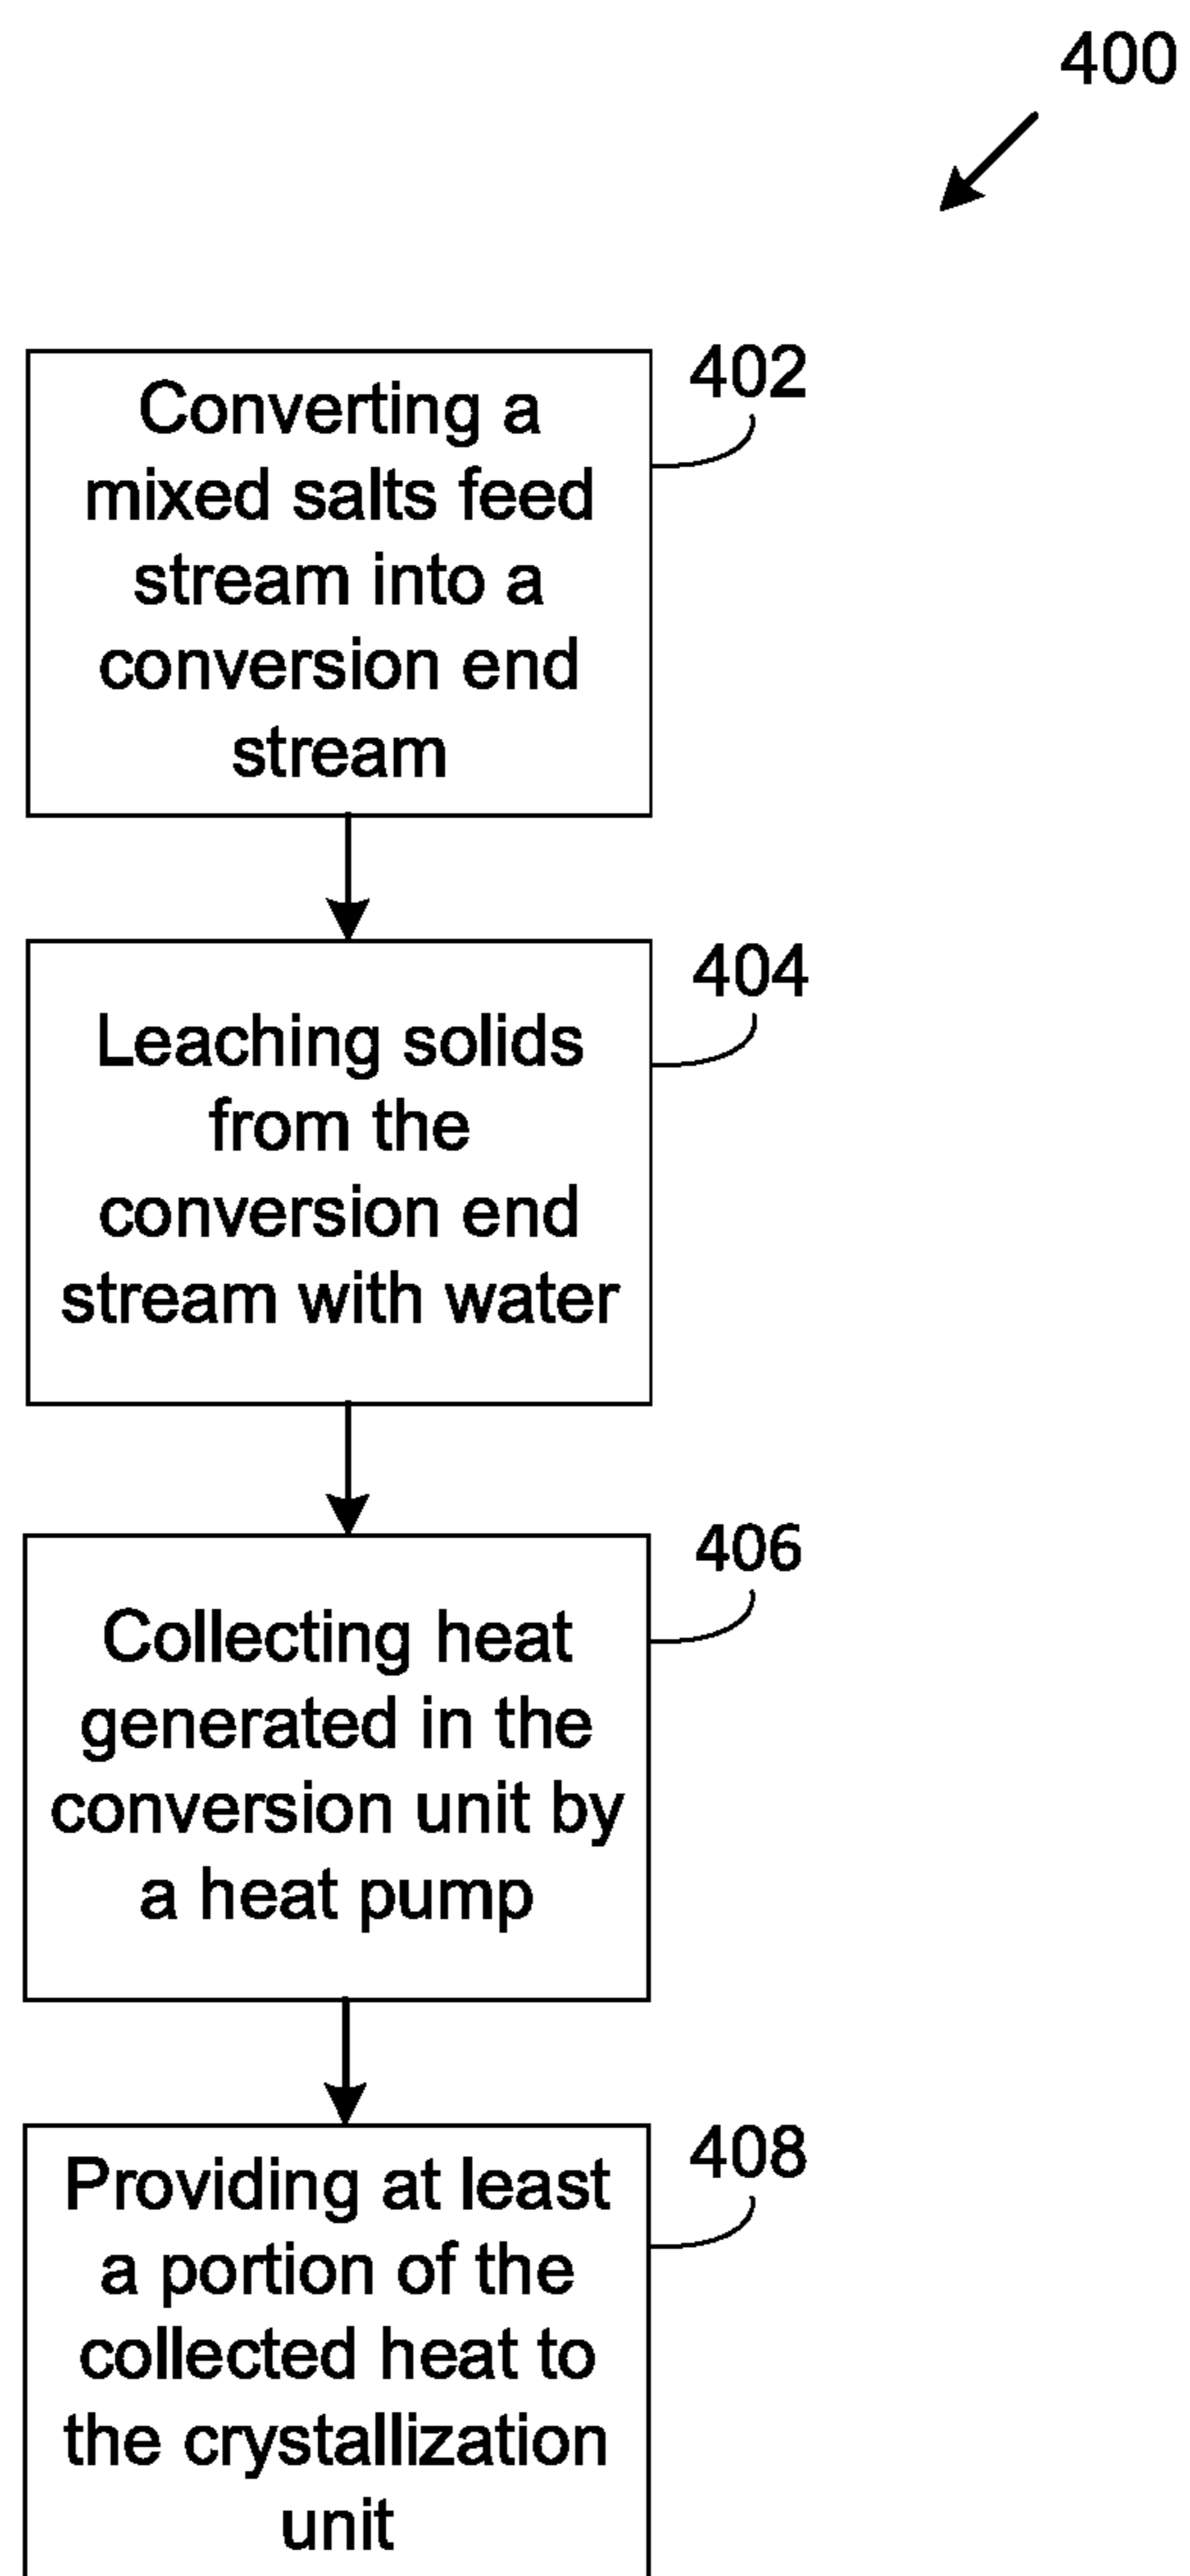 400
402
Converting a
mixed salts feed
stream into a
conversion end
stream
404
Leaching solids
from the
conversion end
stream with water
406
Collecting heat
generated in the
conversion unit by
a heat pump
408
Providing at least
a portion of the
collected heat to
the crystallization
unit